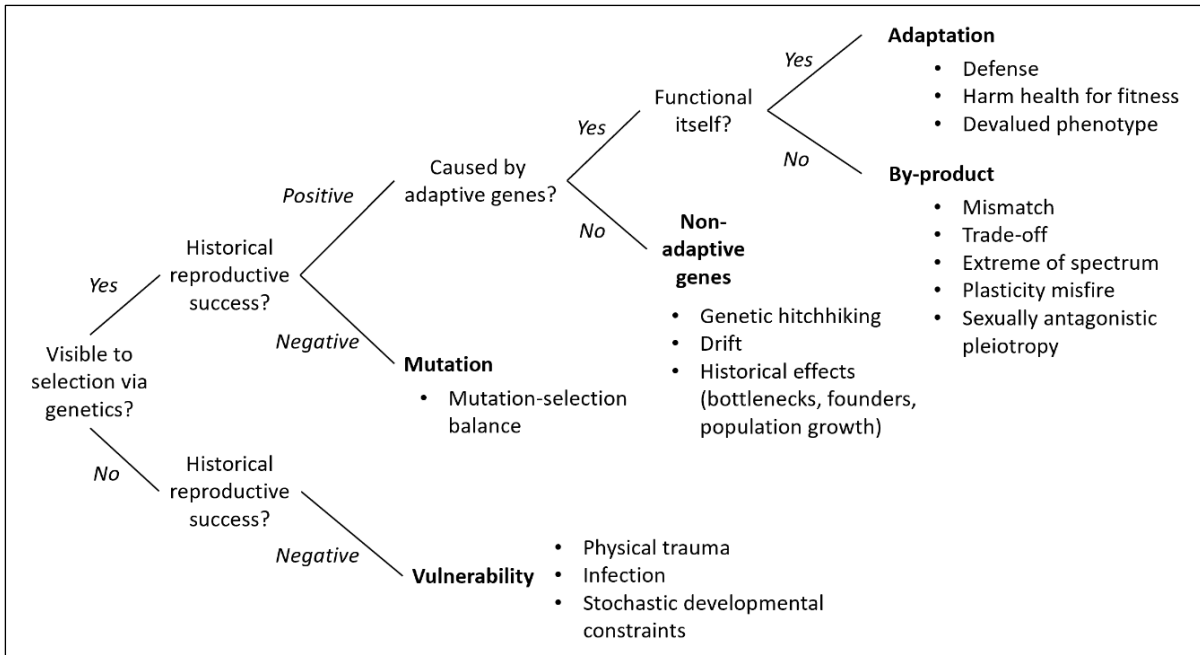 Adaptation
Yes
• Defense
• Harm health for fitness
• Devalued phenotype
Functional
itself?
Yes
No
By-product
• Mismatch
• Trade-off
• Extreme of spectrum
• Plasticity misfire
• Sexually antagonistic
pleiotropy
Caused by
adaptive genes?
Positive
No
Non-
adaptive
genes
• Genetic hitchhiking
• Drift
• Historical effects
(bottlenecks, founders,
population growth)
Historical
reproductive
success?
Yes
Negative
Mutation
• Mutation-selection
balance
Visible to
selection via
genetics?
No
Historical
reproductive
success?
Negative
Vulnerability
• Physical trauma
• Infection
• Stochastic developmental
constraints